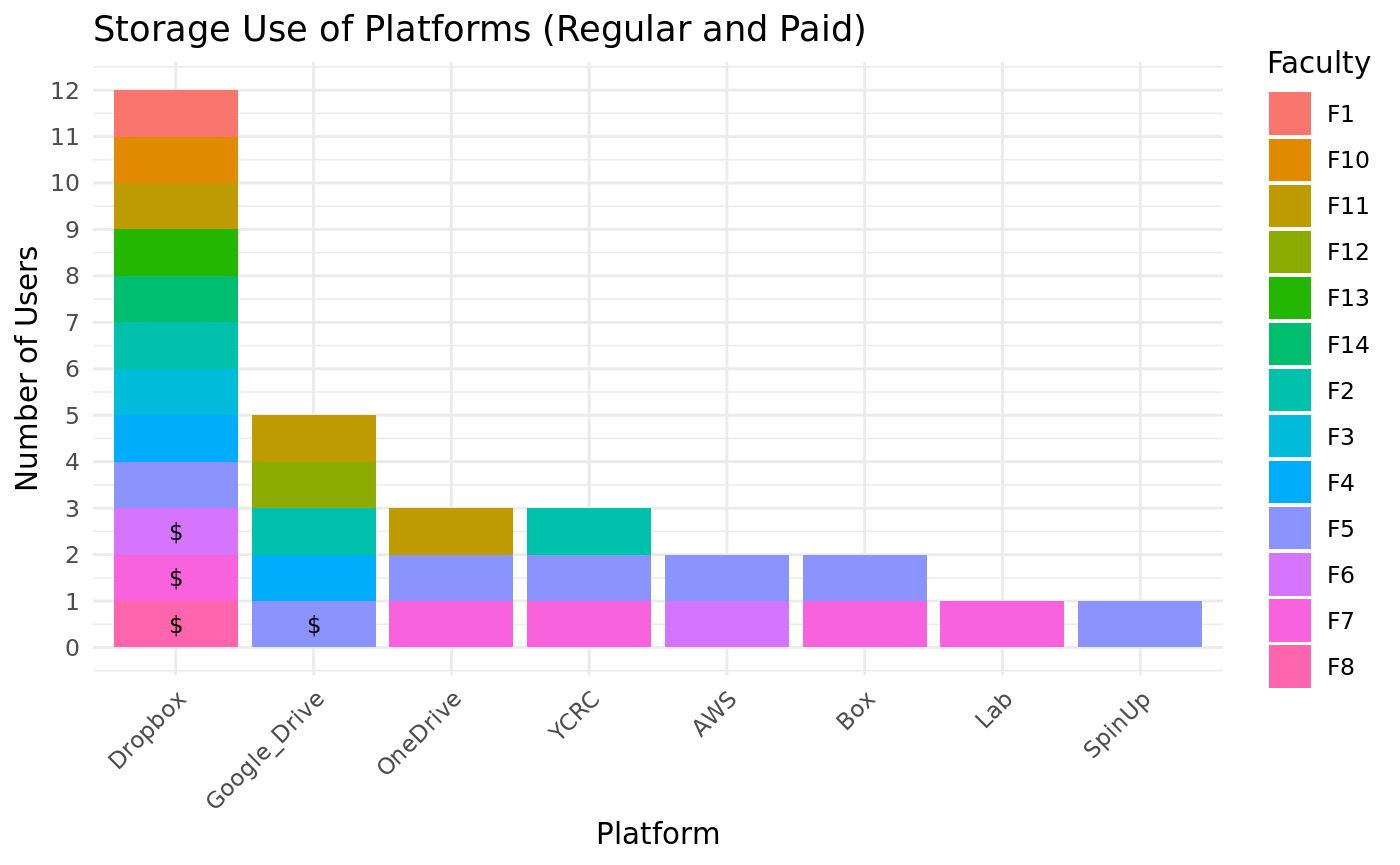 Storage Use of Platforms (Regular and Paid)
Number of Users
12
11
10
9
8
7
6
5
4
3
2
1
0
$
$
$
$
Dropbox
Google_Drive
OneDrive
YCRC
AWS
Box
Lab
SpinUp
Platform
Faculty
F1
F10
F11
F12
F13
F14
F2
F3
F4
F5
F6
F7
F8